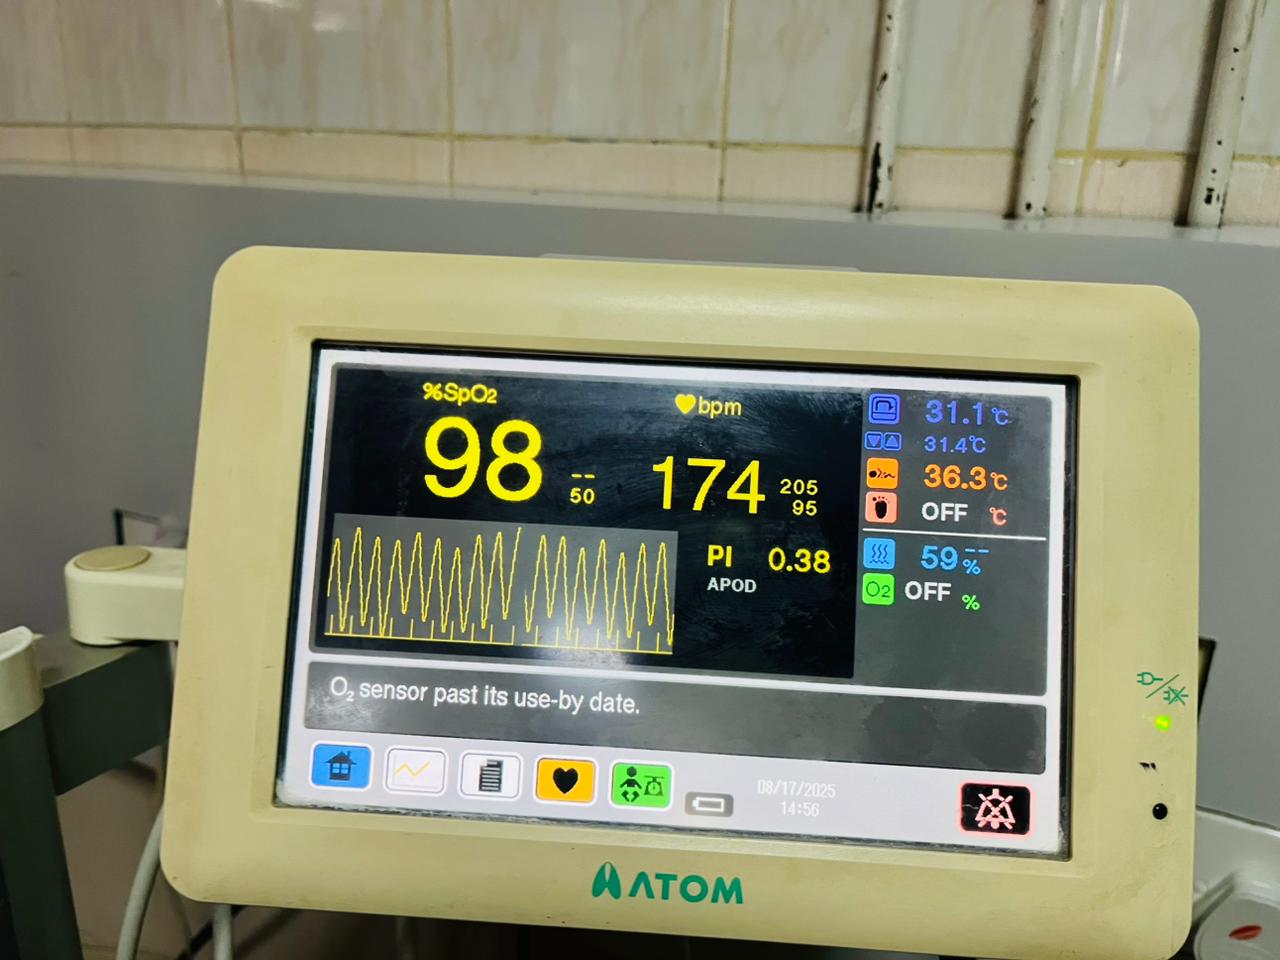 %SpO2
98
--
50
bpm
174
205
95
PI 0.38
APOD
31.1℃
31.4℃
36.3℃
OFF ℃
59 --%
O2 OFF %
O₂ sensor past its use-by date.
08/17/2025
14:56
ATOM